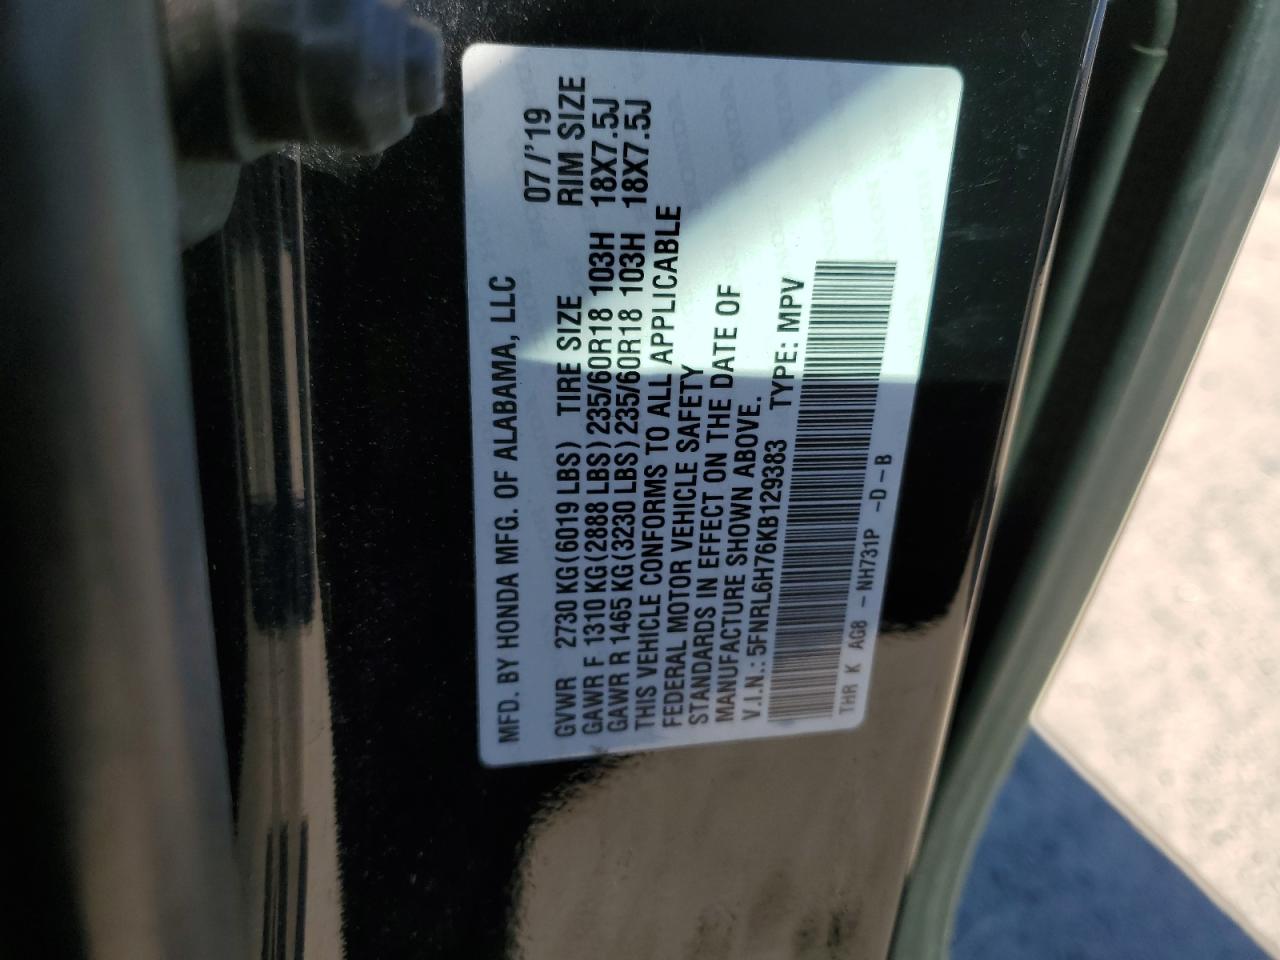 MFD. BY HONDA MFG. OF ALABAMA, LLC 07/'19
GVWR 2730 KG (6019 LBS) TIRE SIZE RIM SIZE
GAWR F 1310 KG (2888 LBS) 235/60R18 103H 18X7.5J
GAWR R 1465 KG (3230 LBS) 235/60R18 103H 18X7.5J
THIS VEHICLE CONFORMS TO ALL APPLICABLE
FEDERAL MOTOR VEHICLE SAFETY
STANDARDS IN EFFECT ON THE DATE OF
MANUFACTURE SHOWN ABOVE.
V.I.N.: 5FNRL6H76KB129383 TYPE: MPV
THR K AG8 - NH731P -D-B